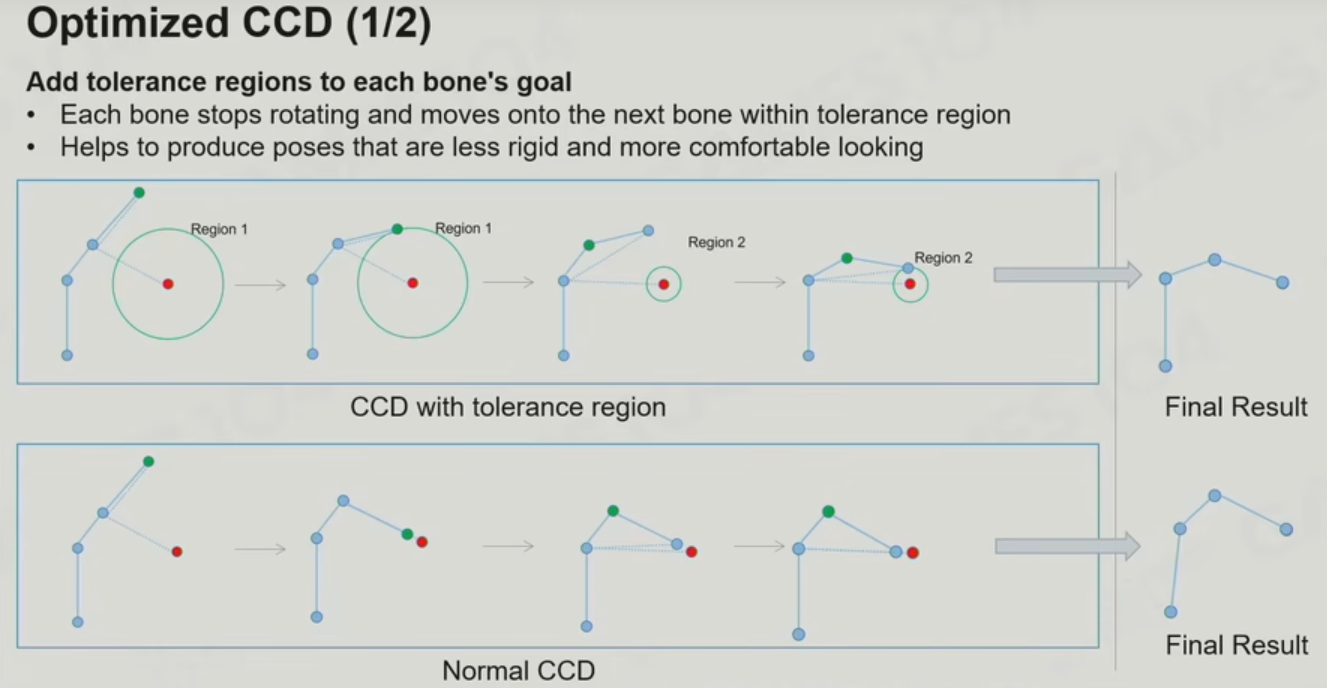 Optimized CCD (1/2)
Add tolerance regions to each bone's goal
• Each bone stops rotating and moves onto the next bone within tolerance region
• Helps to produce poses that are less rigid and more comfortable looking
Region 1
Region 1
Region 2
Region 2
CCD with tolerance region
Final Result
Normal CCD
Final Result